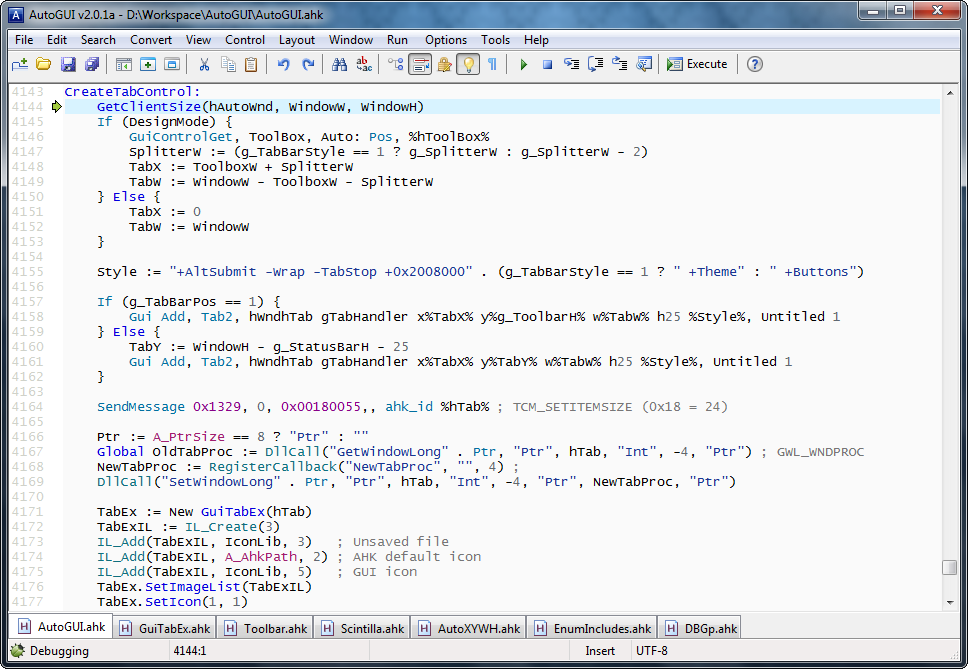 AutoGUI v2.0.1a - D:\Workspace\AutoGUI\AutoGUI.ahk
File Edit Search Convert View Control Layout Window Run Options Tools Help
Execute
4143 CreateTabControl:
4144 GetClientSize(hAutoWnd, WindowW, WindowH)
4145 If (DesignMode) {
4146 GuiControlGet, ToolBox, Auto: Pos, %hToolBox%
4147 SplitterW := (g_TabBarStyle == 1 ? g_SplitterW : g_SplitterW - 2)
4148 TabX := ToolboxW + SplitterW
4149 TabW := WindowW - ToolboxW - SplitterW
4150 } Else {
4151 TabX := 0
4152 TabW := WindowW
4153 }
4154
4155 Style := "+AltSubmit -Wrap -TabStop +0x2008000" . (g_TabBarStyle == 1 ? " +Theme" : " +Buttons")
4156
4157 If (g_TabBarPos == 1) {
4158 Gui Add, Tab2, hWndhTab gTabHandler x%TabX% y%g_ToolbarH% w%TabW% h25 %Style%, Untitled 1
4159 } Else {
4160 TabY := WindowH - g_StatusBarH - 25
4161 Gui Add, Tab2, hWndhTab gTabHandler x%TabX% y%TabY% w%TabW% h25 %Style%, Untitled 1
4162 }
4163
4164 SendMessage 0x1329, 0, 0x00180055,, ahk_id %hTab% ; TCM_SETITEMSIZE (0x18 = 24)
4165
4166 Ptr := A_PtrSize == 8 ? "Ptr" : ""
4167 Global OldTabProc := DllCall("GetWindowLong" . Ptr, "Ptr", hTab, "Int", -4, "Ptr") ; GWL_WNDPROC
4168 NewTabProc := RegisterCallback("NewTabProc", "", 4) ;
4169 DllCall("SetWindowLong" . Ptr, "Ptr", hTab, "Int", -4, "Ptr", NewTabProc, "Ptr")
4170
4171 TabEx := New GuiTabEx(hTab)
4172 TabExIL := IL_Create(3)
4173 IL_Add(TabExIL, IconLib, 3) ; Unsaved file
4174 IL_Add(TabExIL, A_AhkPath, 2) ; AHK default icon
4175 IL_Add(TabExIL, IconLib, 5) ; GUI icon
4176 TabEx.SetImageList(TabExIL)
4177 TabEx.SetIcon(1, 1)
AutoGUI.ahk GuiTabEx.ahk Toolbar.ahk Scintilla.ahk AutoXYWH.ahk EnumIncludes.ahk DBGp.ahk
Debugging 4144:1 Insert UTF-8